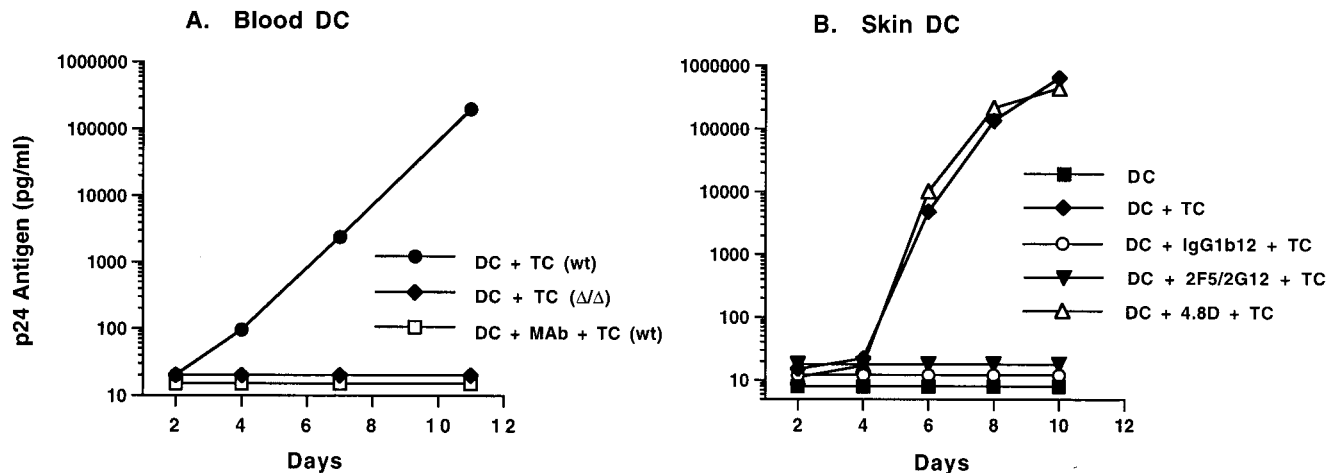 A. Blood DC
p24 Antigen (pg/ml)
1000000
100000
10000
1000
100
10
2 4 6 8 10 12
Days
DC + TC (wt)
DC + TC (Δ/Δ)
DC + MAb + TC (wt)
B. Skin DC
1000000
100000
10000
1000
100
10
2 4 6 8 10 12
Days
DC
DC + TC
DC + IgG1b12 + TC
DC + 2F5/2G12 + TC
DC + 4.8D + TC